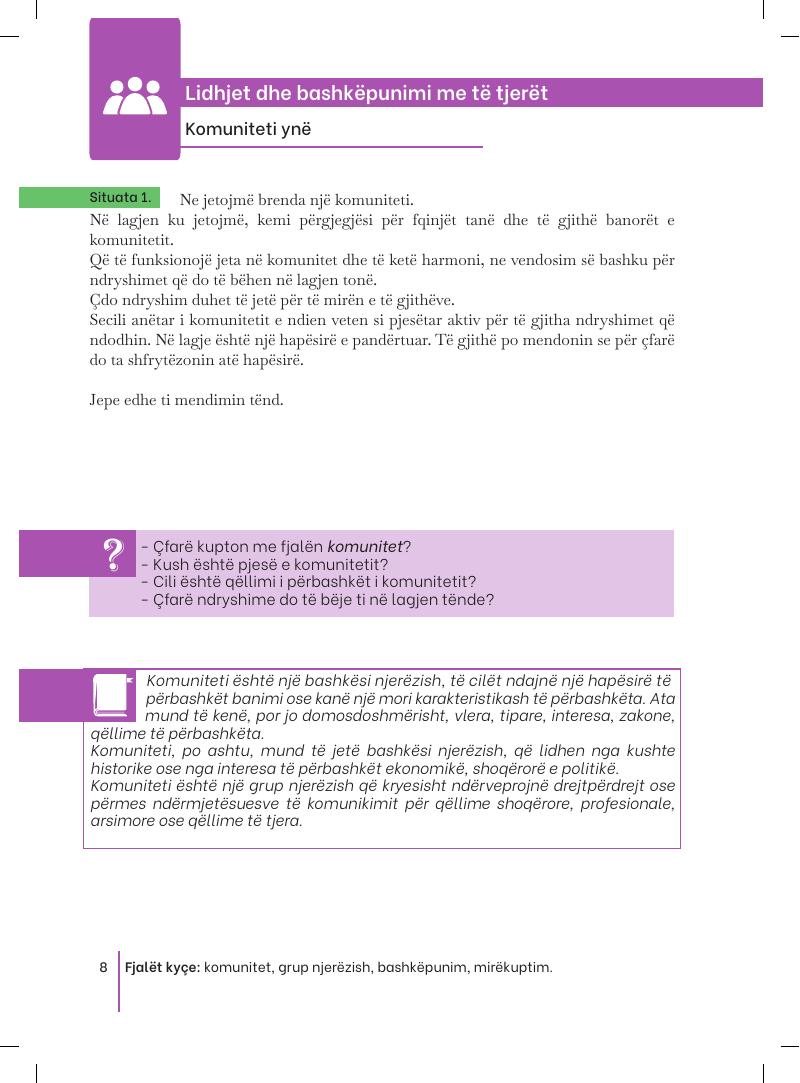 Lidhjet dhe bashkëpunimi me të tjerët
Komuniteti ynë
Situata 1. Ne jetojmë brenda një komuniteti.
Në lagjen ku jetojmë, kemi përgjegjësi për fqinjët tanë dhe të gjithë banorët e
komunitetit.
Që të funksionojë jeta në komunitet dhe të ketë harmoni, ne vendosim së bashku për
ndryshimet që do të bëhen në lagjen tonë.
Çdo ndryshim duhet të jetë për të mirën e të gjithëve.
Secili anëtar i komunitetit e ndien veten si pjesëtar aktiv për të gjitha ndryshimet që
ndodhin. Në lagje është një hapësirë e pandërtuar. Të gjithë po mendonin se për çfarë
do ta shfrytëzonin atë hapësirë.
Jepe edhe ti mendimin tënd.
?
– Çfarë kupton me fjalën komunitet?
– Kush është pjesë e komunitetit?
– Cili është qëllimi i përbashkët i komunitetit?
– Çfarë ndryshime do të bëje ti në lagjen tënde?
Komuniteti është një bashkësi njerëzish, të cilët ndajnë një hapësirë të
përbashkët banimi ose kanë një mori karakteristikash të përbashkëta. Ata
mund të kenë, por jo domosdoshmërisht, vlera, tipare, interesa, zakone,
qëllime të përbashkëta.
Komuniteti, po ashtu, mund të jetë bashkësi njerëzish, që lidhen nga kushte
historike ose nga interesa të përbashkët ekonomikë, shoqërorë e politikë.
Komuniteti është një grup njerëzish që kryesisht ndërveprojnë drejtpërdrejt ose
përmes ndërmjetësuesve të komunikimit për qëllime shoqërore, profesionale,
arsimore ose qëllime të tjera.
8 Fjalët kyçe: komunitet, grup njerëzish, bashkëpunim, mirëkuptim.